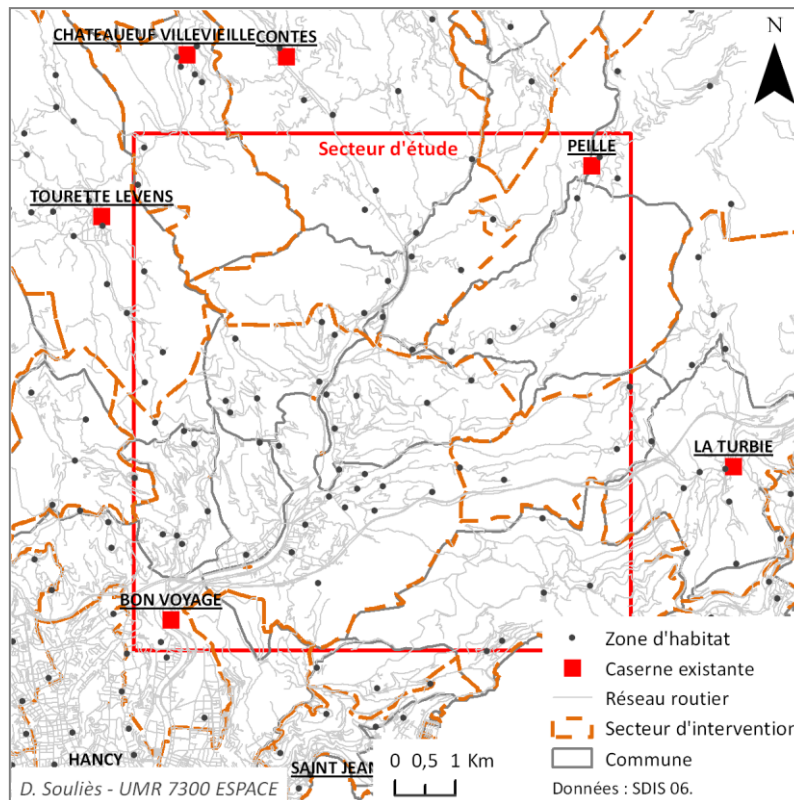 CHATEAUEUF VILLEVIEILLE CONTES
N
Secteur d'étude
PEILLE
TOURETTE LEVENS
LA TURBIE
BON VOYAGE
Zone d'habitat
Caserne existante
Réseau routier
Secteur d'intervention
Commune
HANCY
SAINT JEAN
0 0,5 1 Km
D. Souliès - UMR 7300 ESPACE
Données : SDIS 06.